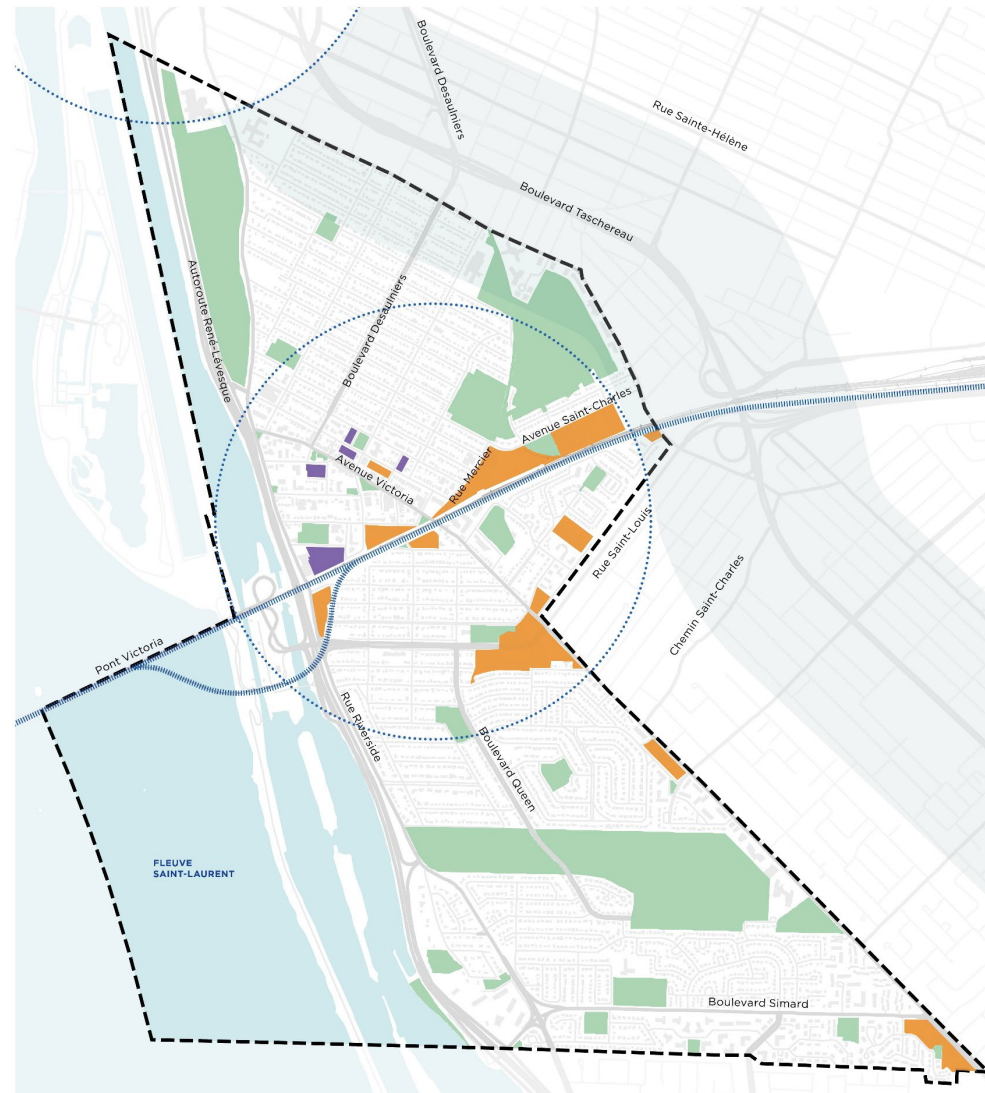 Boulevard Desaulniers
Rue Sainte-Hélène
Boulevard Taschereau
Autoroute René-Lévesque
Boulevard Desaulniers
Avenue Saint-Charles
Rue Mercier
Avenue Victoria
Rue Saint-Louis
Chemin Saint-Charles
Pont Victoria
Rue Riverside
Boulevard Queen
FLEUVE
SAINT-LAURENT
Boulevard Simard